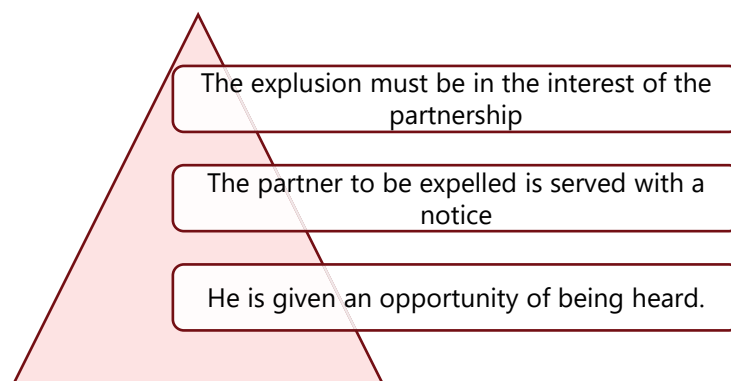 The explusion must be in the interest of the
partnership
The partner to be expelled is served with a
notice
He is given an opportunity of being heard.